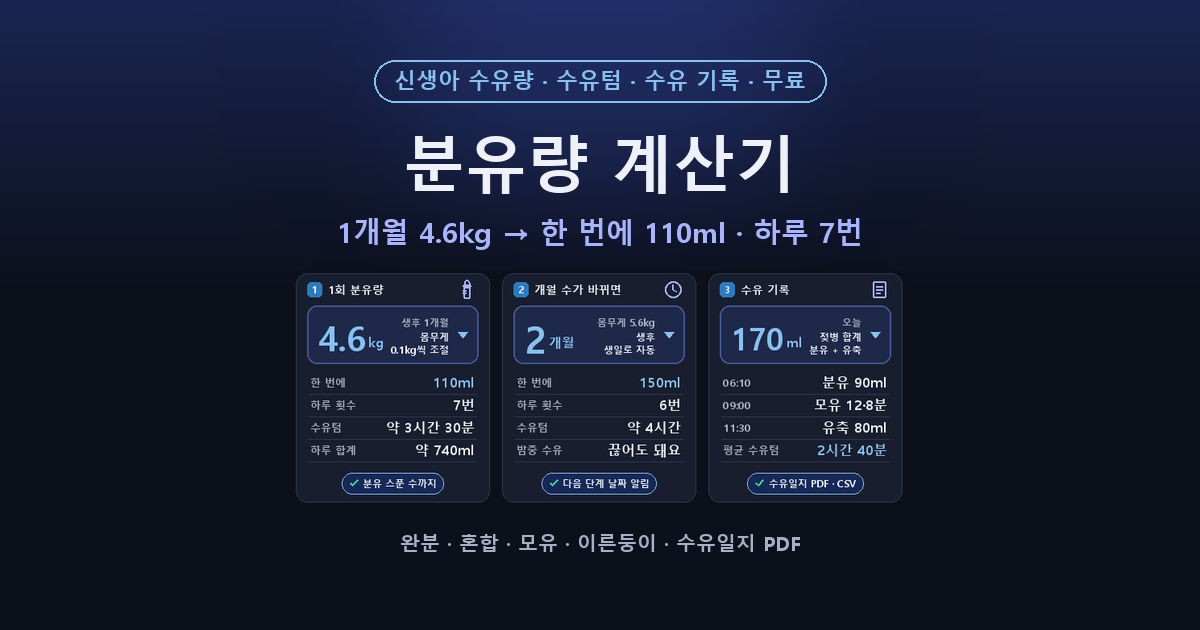 신생아 수유량 · 수유텀 · 수유 기록 · 무료
분유량 계산기
1개월 4.6kg → 한 번에 110ml · 하루 7번
1 1회 분유량
4.6kg
생후 1개월
몸무게
0.1kg씩 조절
한 번에 110ml
하루 횟수 7번
수유텀 약 3시간 30분
하루 합계 약 740ml
✓ 분유 스푼 수까지
2 개월 수가 바뀌면
2개월
몸무게 5.6kg
생후
생일로 자동
한 번에 150ml
하루 횟수 6번
수유텀 약 4시간
밤중 수유 끊어도 돼요
✓ 다음 단계 날짜 알림
3 수유 기록
170ml
오늘
젖병 합계
분유 + 유축
06:10 분유 90ml
09:00 모유 12·8분
11:30 유축 80ml
평균 수유텀 2시간 40분
✓ 수유일지 PDF · CSV
완분 · 혼합 · 모유 · 이른둥이 · 수유일지 PDF